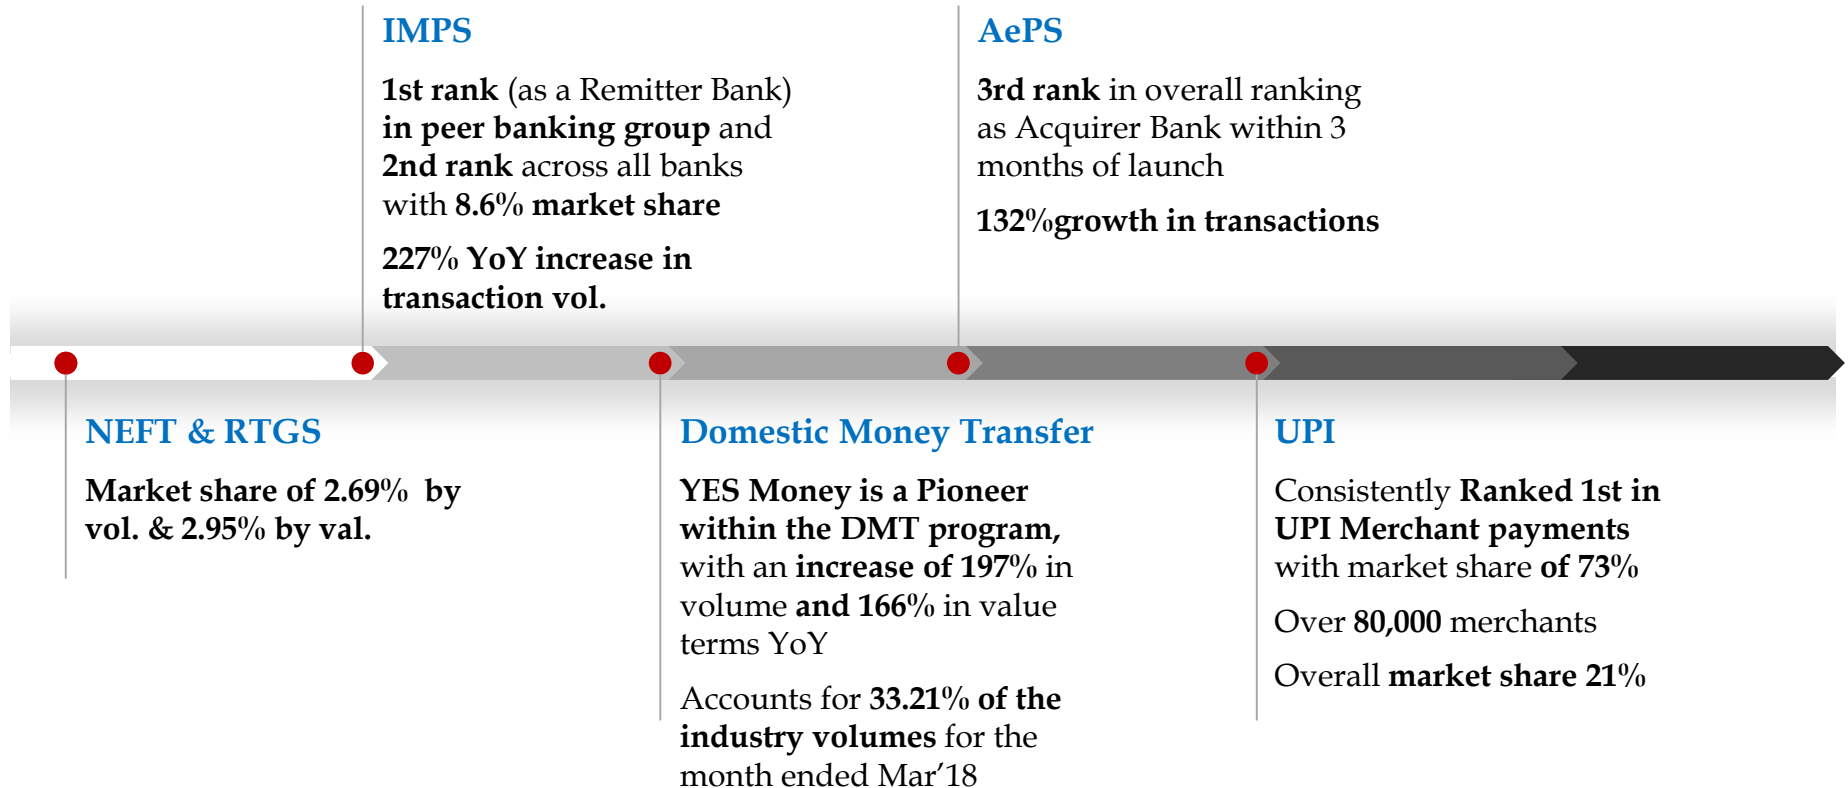 IMPS
1st rank (as a Remitter Bank)
in peer banking group and
2nd rank across all banks
with 8.6% market share
227% YoY increase in
transaction vol.
AePS
3rd rank in overall ranking
as Acquirer Bank within 3
months of launch
132%growth in transactions
NEFT & RTGS
Market share of 2.69%  by
vol. & 2.95% by val.
Domestic Money Transfer
YES Money is a Pioneer
within the DMT program,
with an increase of 197% in
volume and 166% in value
terms YoY
Accounts for 33.21% of the
industry volumes for the
month ended Mar’18
UPI
Consistently Ranked 1st in
UPI Merchant payments
with market share of 73%
Over 80,000 merchants
Overall market share 21%